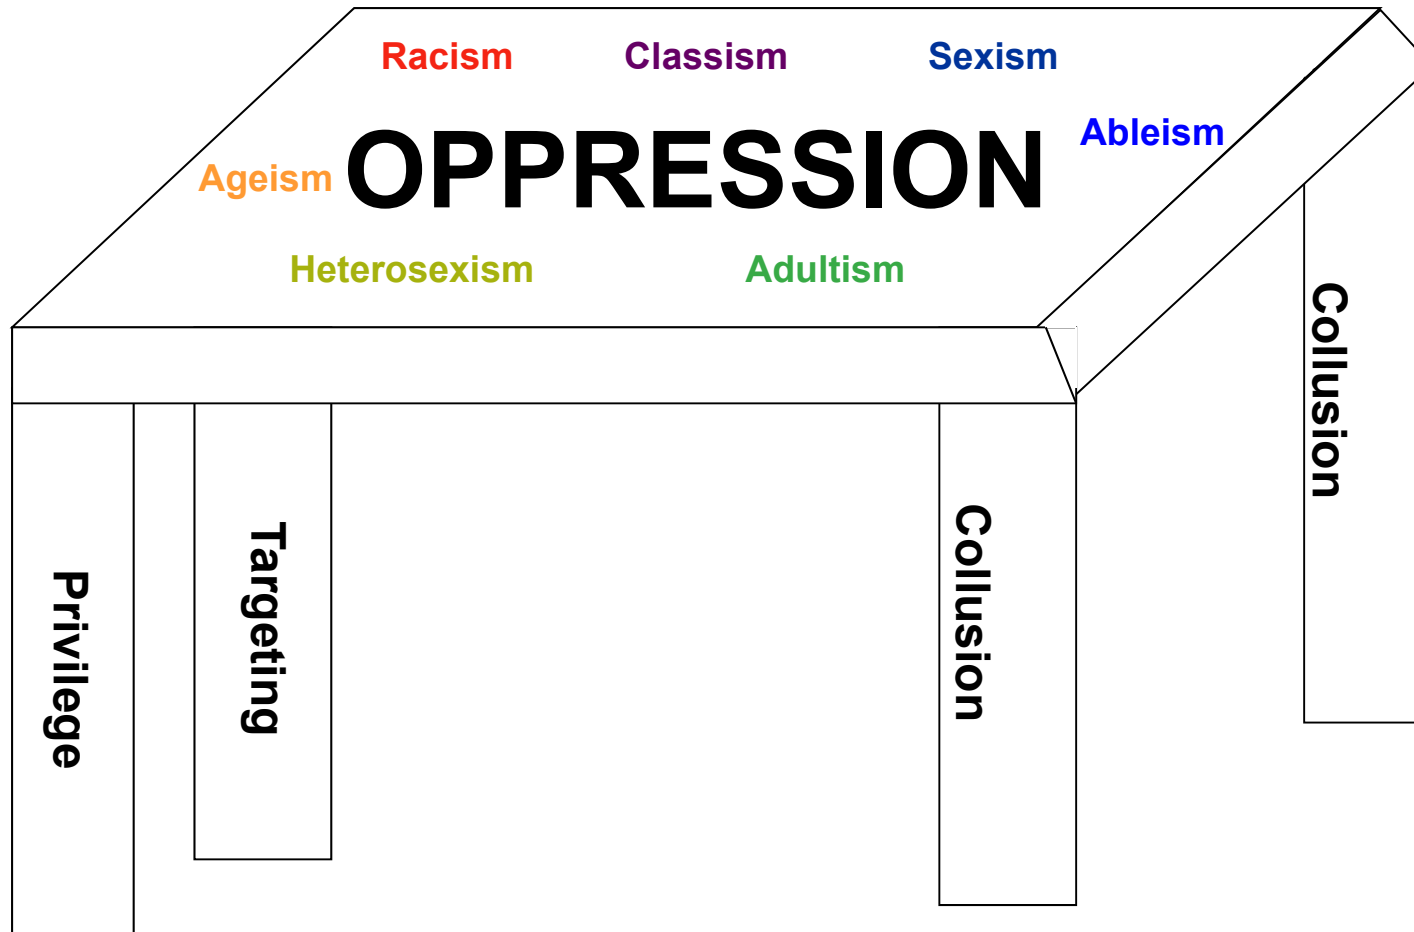 Racism
Classism
Sexism
Ableism
Ageism
OPPRESSION
Heterosexism
Adultism
Privilege
Targeting
Collusion
Collusion